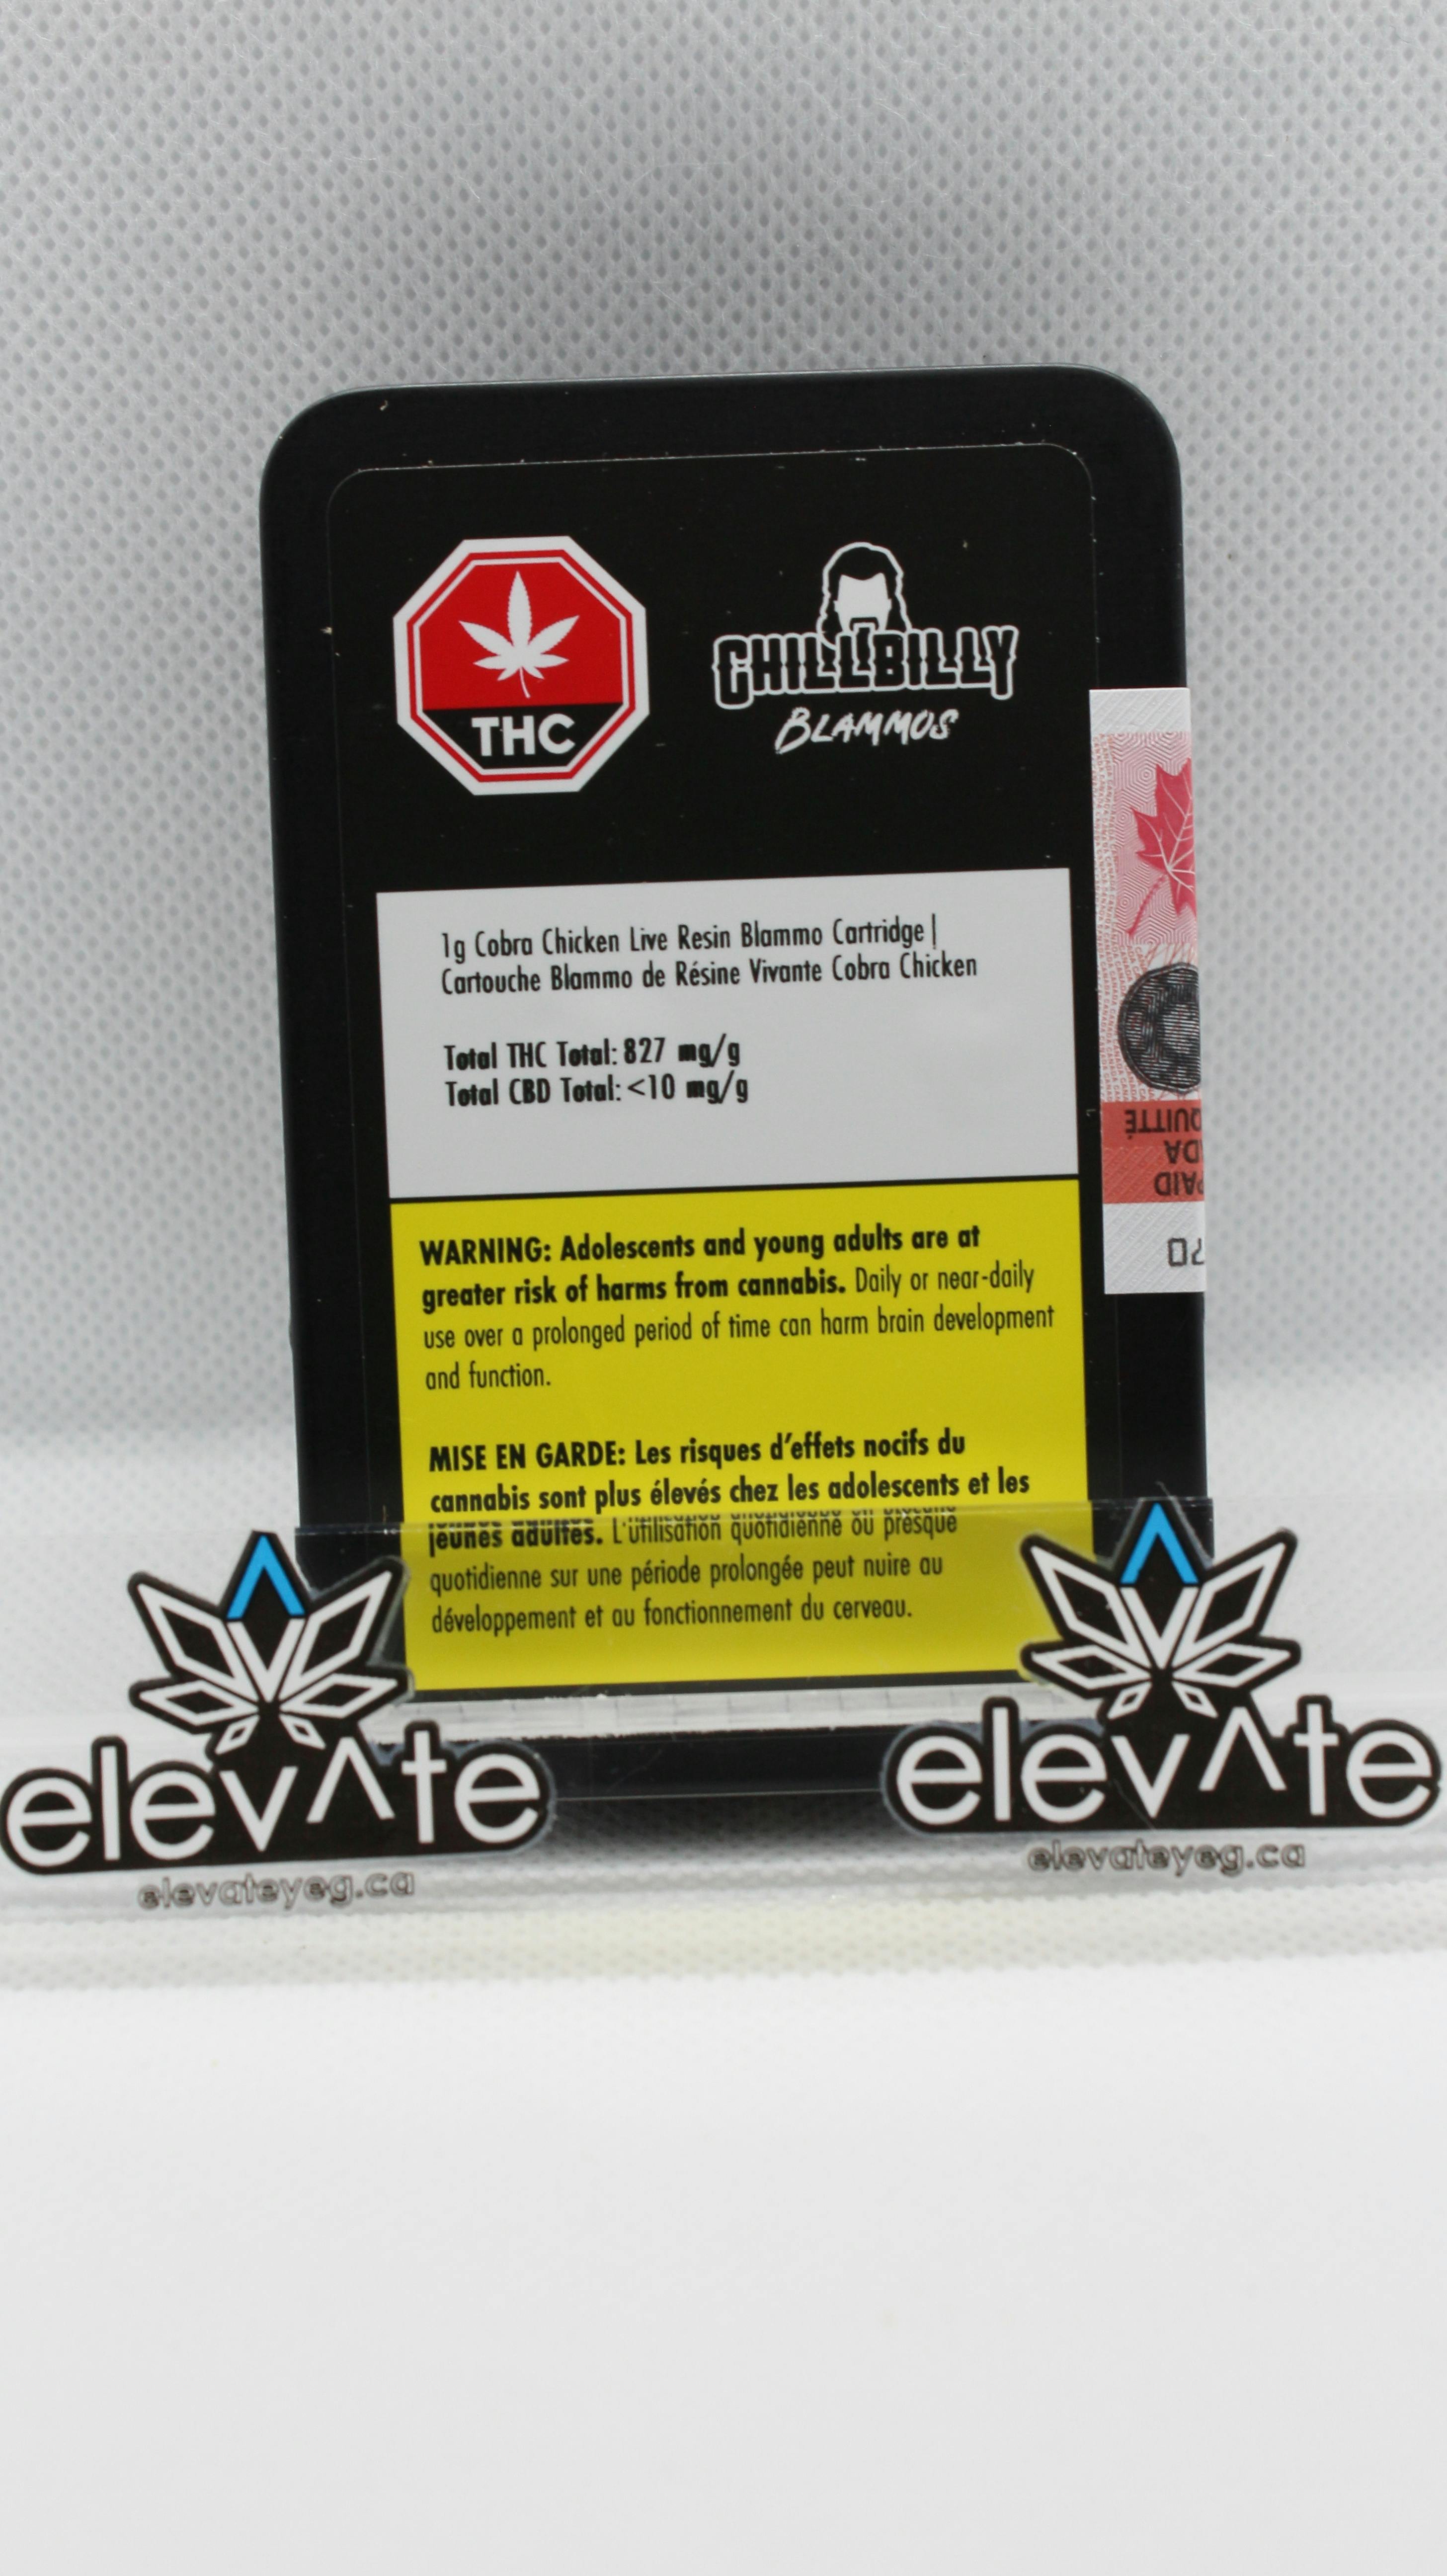 THC
CHILLBILLY
BLAMMOS
1g Cobra Chicken Live Resin Blammo Cartridge |
Cartouche Blammo de Résine Vivante Cobra Chicken
Total THC Total: 827 mg/g
Total CBD Total: <10 mg/g
WARNING: Adolescents and young adults are at
greater risk of harms from cannabis. Daily or near-daily
use over a prolonged period of time can harm brain development
and function.
MISE EN GARDE: Les risques d'effets nocifs du
cannabis sont plus élevés chez les adolescents et les
jeunes adultes. L'utilisation quotidienne ou presque
quotidienne sur une période prolongée peut nuire au
développement et au fonctionnement du cerveau.
elev^te
elevateyeg.ca
elev^te
elevateyeg.ca